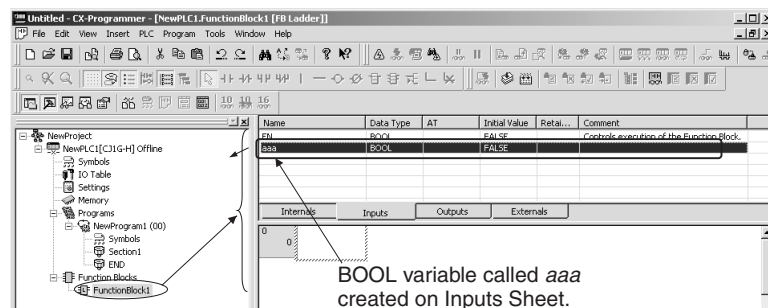 Untitled - CX-Programmer - [NewPLC1.FunctionBlock1 [FB Ladder]]
File Edit View Insert PLC Program Tools Window Help
10 10 16
Name Data Type AT Initial Value Retai... Comment
EN BOOL FALSE Controls execution of the Function Block.
aaa BOOL FALSE
NewProject
NewPLC1[CJ1G-H] Offline
Symbols
IO Table
Settings
Memory
Programs
NewProgram1 (00)
Symbols
Section1
END
Function Blocks
FunctionBlock1
Internals Inputs Outputs Externals
0
0
BOOL variable called aaa
created on Inputs Sheet.